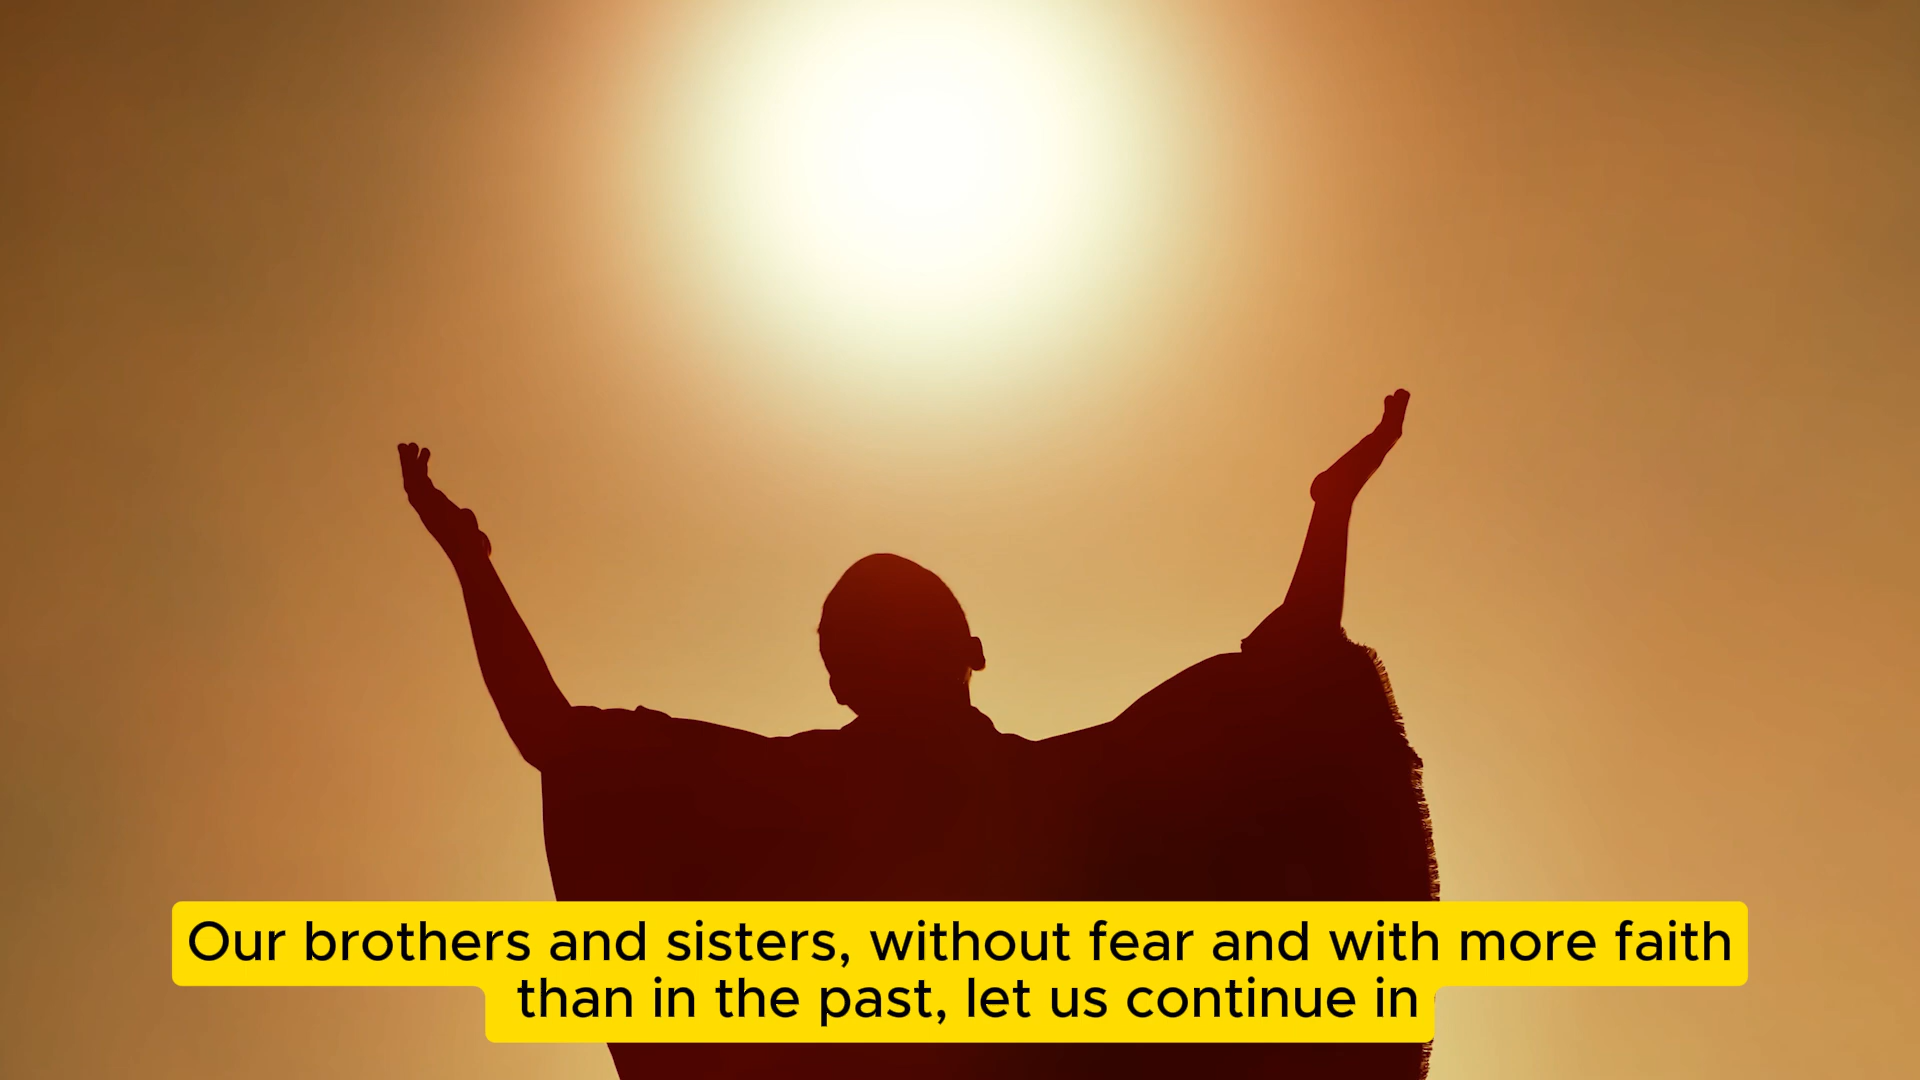 Our brothers and sisters, without fear and with more faith
than in the past, let us continue in